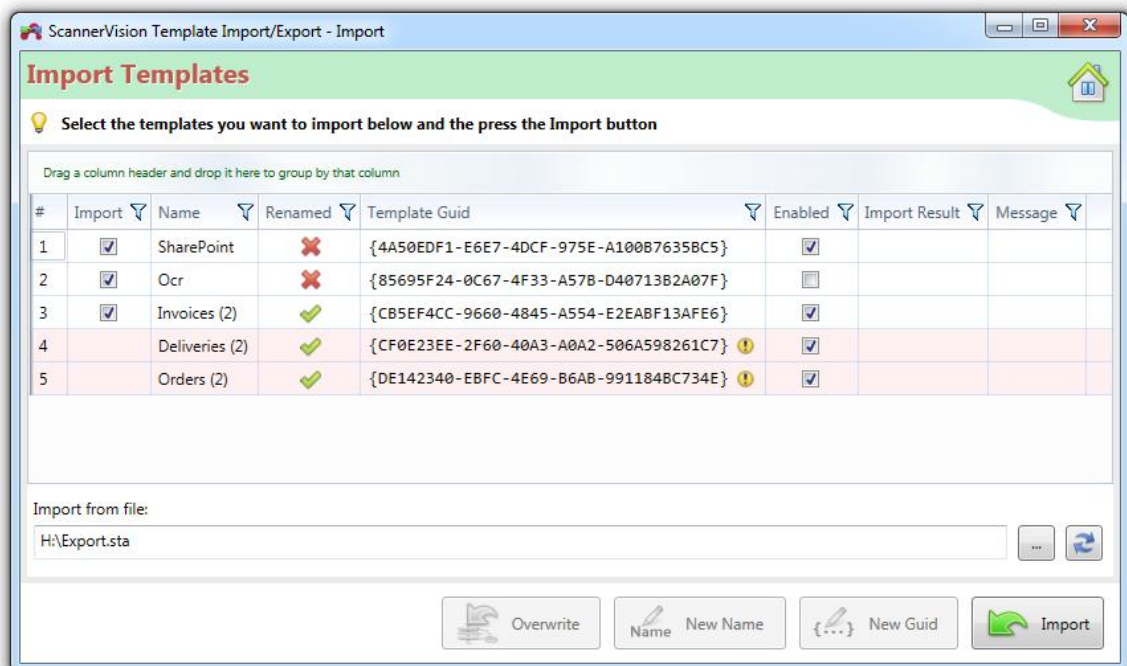 ScannerVision Template Import/Export - Import
Import Templates
Select the templates you want to import below and the press the Import button
Drag a column header and drop it here to group by that column
# Import Name Renamed Template Guid Enabled Import Result Message
1 SharePoint {4A50EDF1-E6E7-4DCF-975E-A100B7635BC5}
2 Ocr {85695F24-0C67-4F33-A57B-D40713B2A07F}
3 Invoices (2) {CB5EF4CC-9660-4845-A554-E2EABF13AFE6}
4 Deliveries (2) {CF0E23EE-2F60-40A3-A0A2-506A598261C7}
5 Orders (2) {DE142340-EBFC-4E69-B6AB-991184BC734E}
Import from file:
H:\Export.sta ...
Overwrite Name New Name {...} New Guid Import